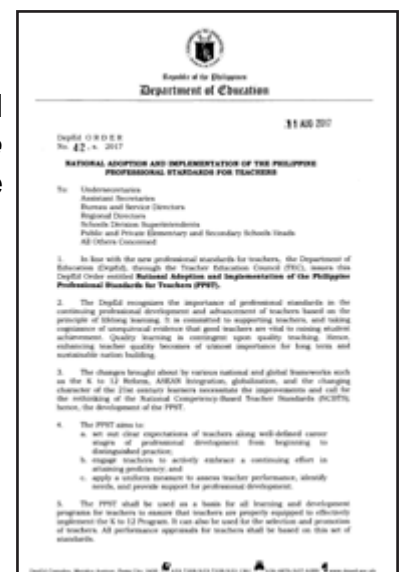 Republic of the Philippines
Department of Education
31 AUG 2017
DepEd ORDER
No. 42, s. 2017
NATIONAL ADOPTION AND IMPLEMENTATION OF THE PHILIPPINE
PROFESSIONAL STANDARDS FOR TEACHERS
To: Undersecretaries
Assistant Secretaries
Bureau and Service Directors
Regional Directors
Schools Division Superintendents
Public and Private Elementary and Secondary Schools Heads
All Others Concerned
1. In line with the new professional standards for teachers, the Department of
Education (DepEd), through the Teacher Education Council (TEC), issues this
DepEd Order entitled National Adoption and Implementation of the Philippine
Professional Standards for Teachers (PPST).
2. The DepEd recognizes the importance of professional standards in the
continuing professional development and advancement of teachers based on the
principle of lifelong learning. It is committed to supporting teachers, and taking
cognizance of unequivocal evidence that good teachers are vital to raising student
achievement. Quality learning is contingent upon quality teaching. Hence,
enhancing teacher quality becomes of utmost importance for long term and
sustainable nation building.
3. The changes brought about by various national and global frameworks such
as the K to 12 Reform, ASEAN Integration, globalization, and the changing
character of the 21st century learners necessitate the improvements and call for
the rethinking of the National Competency-Based Teacher Standards (NCBTS);
hence, the development of the PPST.
4. The PPST aims to:
a. set out clear expectations of teachers along well-defined career
stages of professional development from beginning to
distinguished practice;
b. engage teachers to actively embrace a continuing effort in
attaining proficiency; and
c. apply a uniform measure to assess teacher performance, identify
needs, and provide support for professional development.
5. The PPST shall be used as a basis for all learning and development
programs for teachers to ensure that teachers are properly equipped to effectively
implement the K to 12 Program. It can also be used for the selection and promotion
of teachers. All performance appraisals for teachers shall be based on this set of
standards.